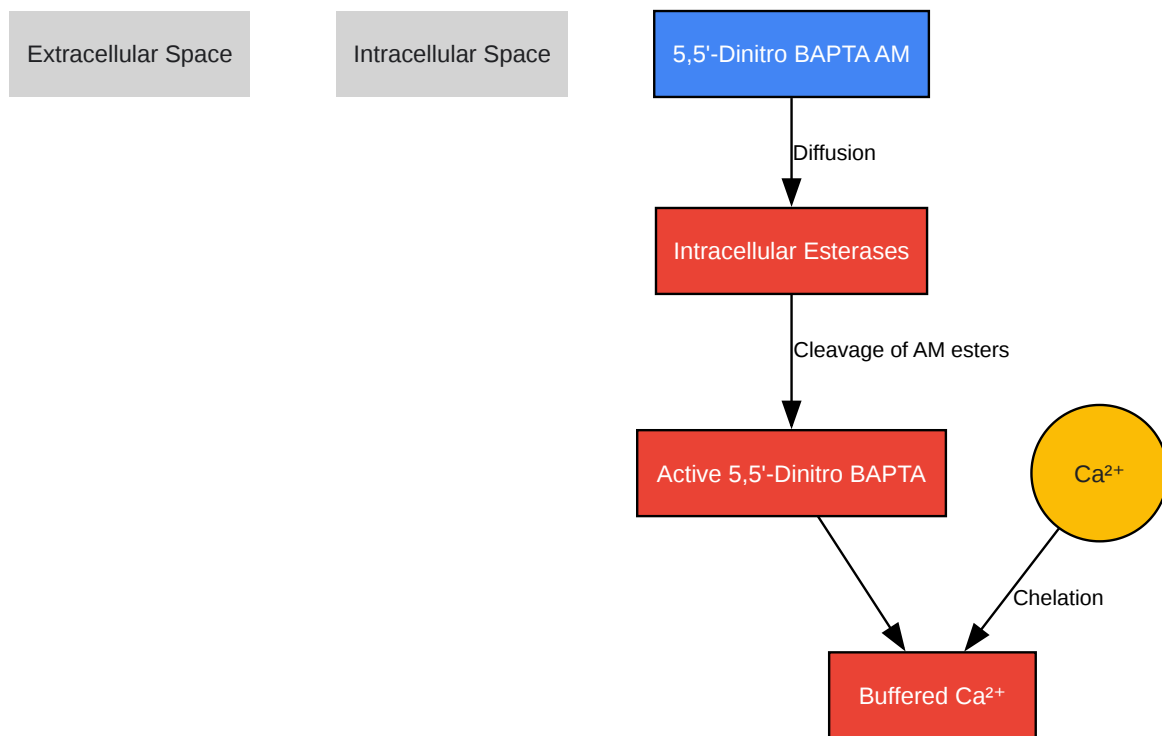 Extracellular Space
Intracellular Space
5,5'-Dinitro BAPTA AM
Diffusion
Intracellular Esterases
Cleavage of AM esters
Active 5,5'-Dinitro BAPTA
Ca²⁺
Chelation
Buffered Ca²⁺